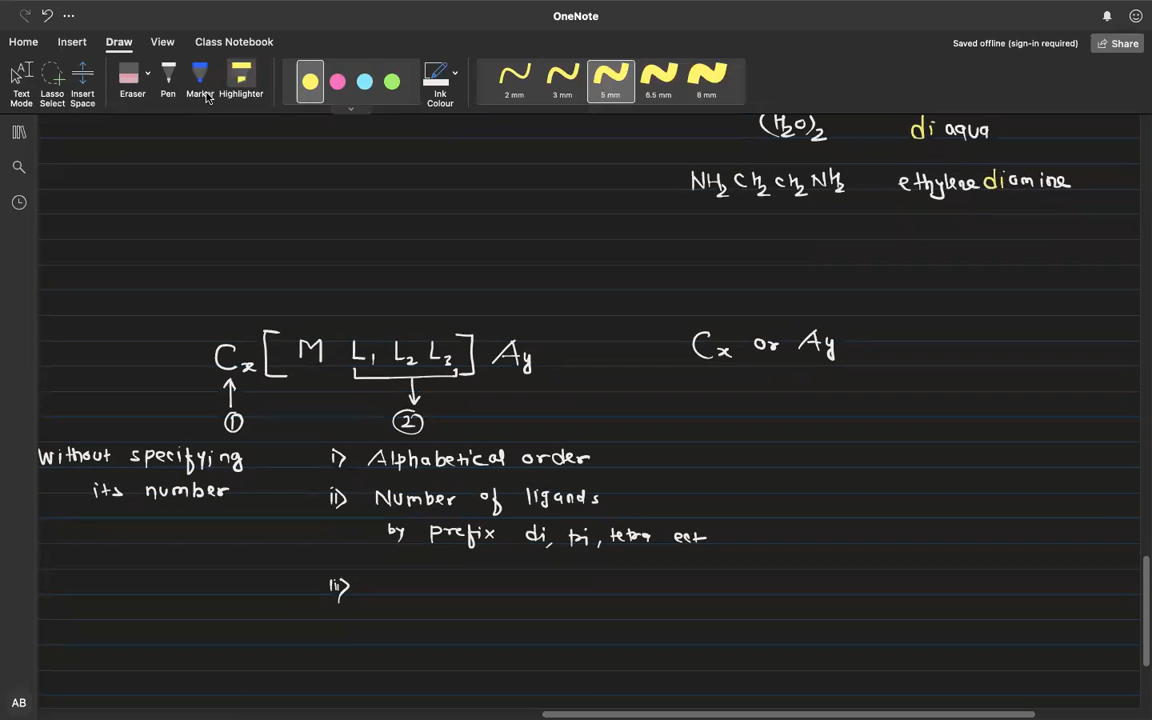 OneNote
Home Insert Draw View Class Notebook
Saved offline (sign-in required)
Share
Text Mode
Lasso Select
Insert Space
Eraser
Pen
Marker
Highlighter
Ink Colour
2 mm
3 mm
5 mm
6.5 mm
8 mm
(H₂O)₂ di aqua
NH₂ CH₂ CH₂ NH₂ ethylene diamine
Cₓ [ M L₁ L₂ L₃ ] Aᵧ Cₓ or Aᵧ
① ②
Without specifying
its number
i) Alphabetical order
ii) Number of ligands
by prefix di, tri, tetra ect
iii)
AB